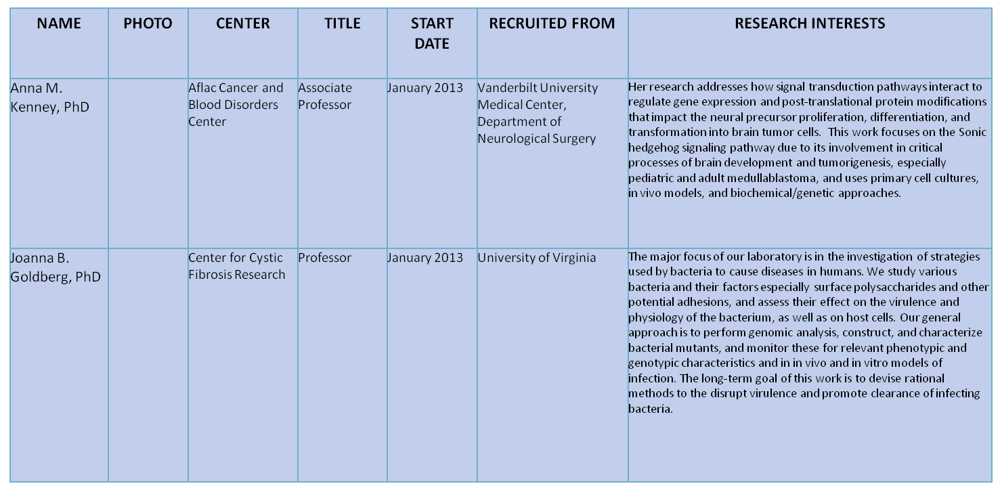 NAME
PHOTO
CENTER
TITLE
START
DATE
RECRUITED FROM
RESEARCH INTERESTS
Anna M.
Kenney, PhD
Aflac Cancer and
Blood Disorders
Center
Associate
Professor
January 2013
Vanderbilt University
Medical Center,
Department of
Neurological Surgery
Her research addresses how signal transduction pathways interact to
regulate gene expression and post-translational protein modifications
that impact the neural precursor proliferation, differentiation, and
transformation into brain tumor cells.  This work focuses on the Sonic
hedgehog signaling pathway due to its involvement in critical
processes of brain development and tumorigenesis, especially
pediatric and adult medullablastoma, and uses primary cell cultures,
in vivo models, and biochemical/genetic approaches.
Joanna B.
Goldberg, PhD
Center for Cystic
Fibrosis Research
Professor
January 2013
University of Virginia
The major focus of our laboratory is in the investigation of strategies
used by bacteria to cause diseases in humans. We study various
bacteria and their factors especially surface polysaccharides and other
potential adhesions, and assess their effect on the virulence and
physiology of the bacterium, as well as on host cells. Our general
approach is to perform genomic analysis, construct, and characterize
bacterial mutants, and monitor these for relevant phenotypic and
genotypic characteristics and in in vivo and in vitro models of
infection. The long-term goal of this work is to devise rational
methods to the disrupt virulence and promote clearance of infecting
bacteria.